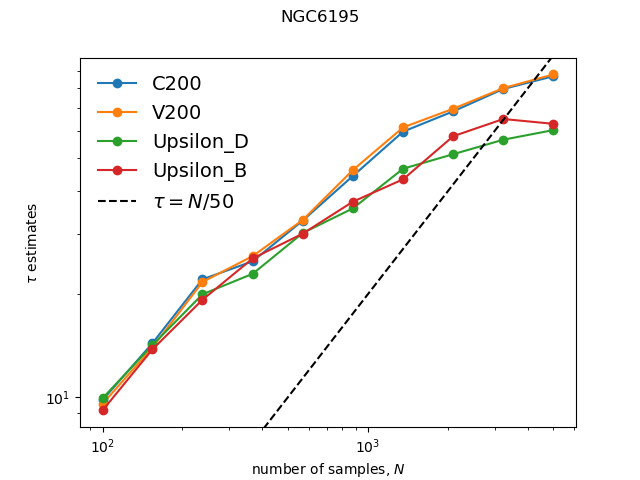 NGC6195
C200
V200
Upsilon_D
Upsilon_B
τ = N/50
τ estimates
10¹
10² 10³
number of samples, N